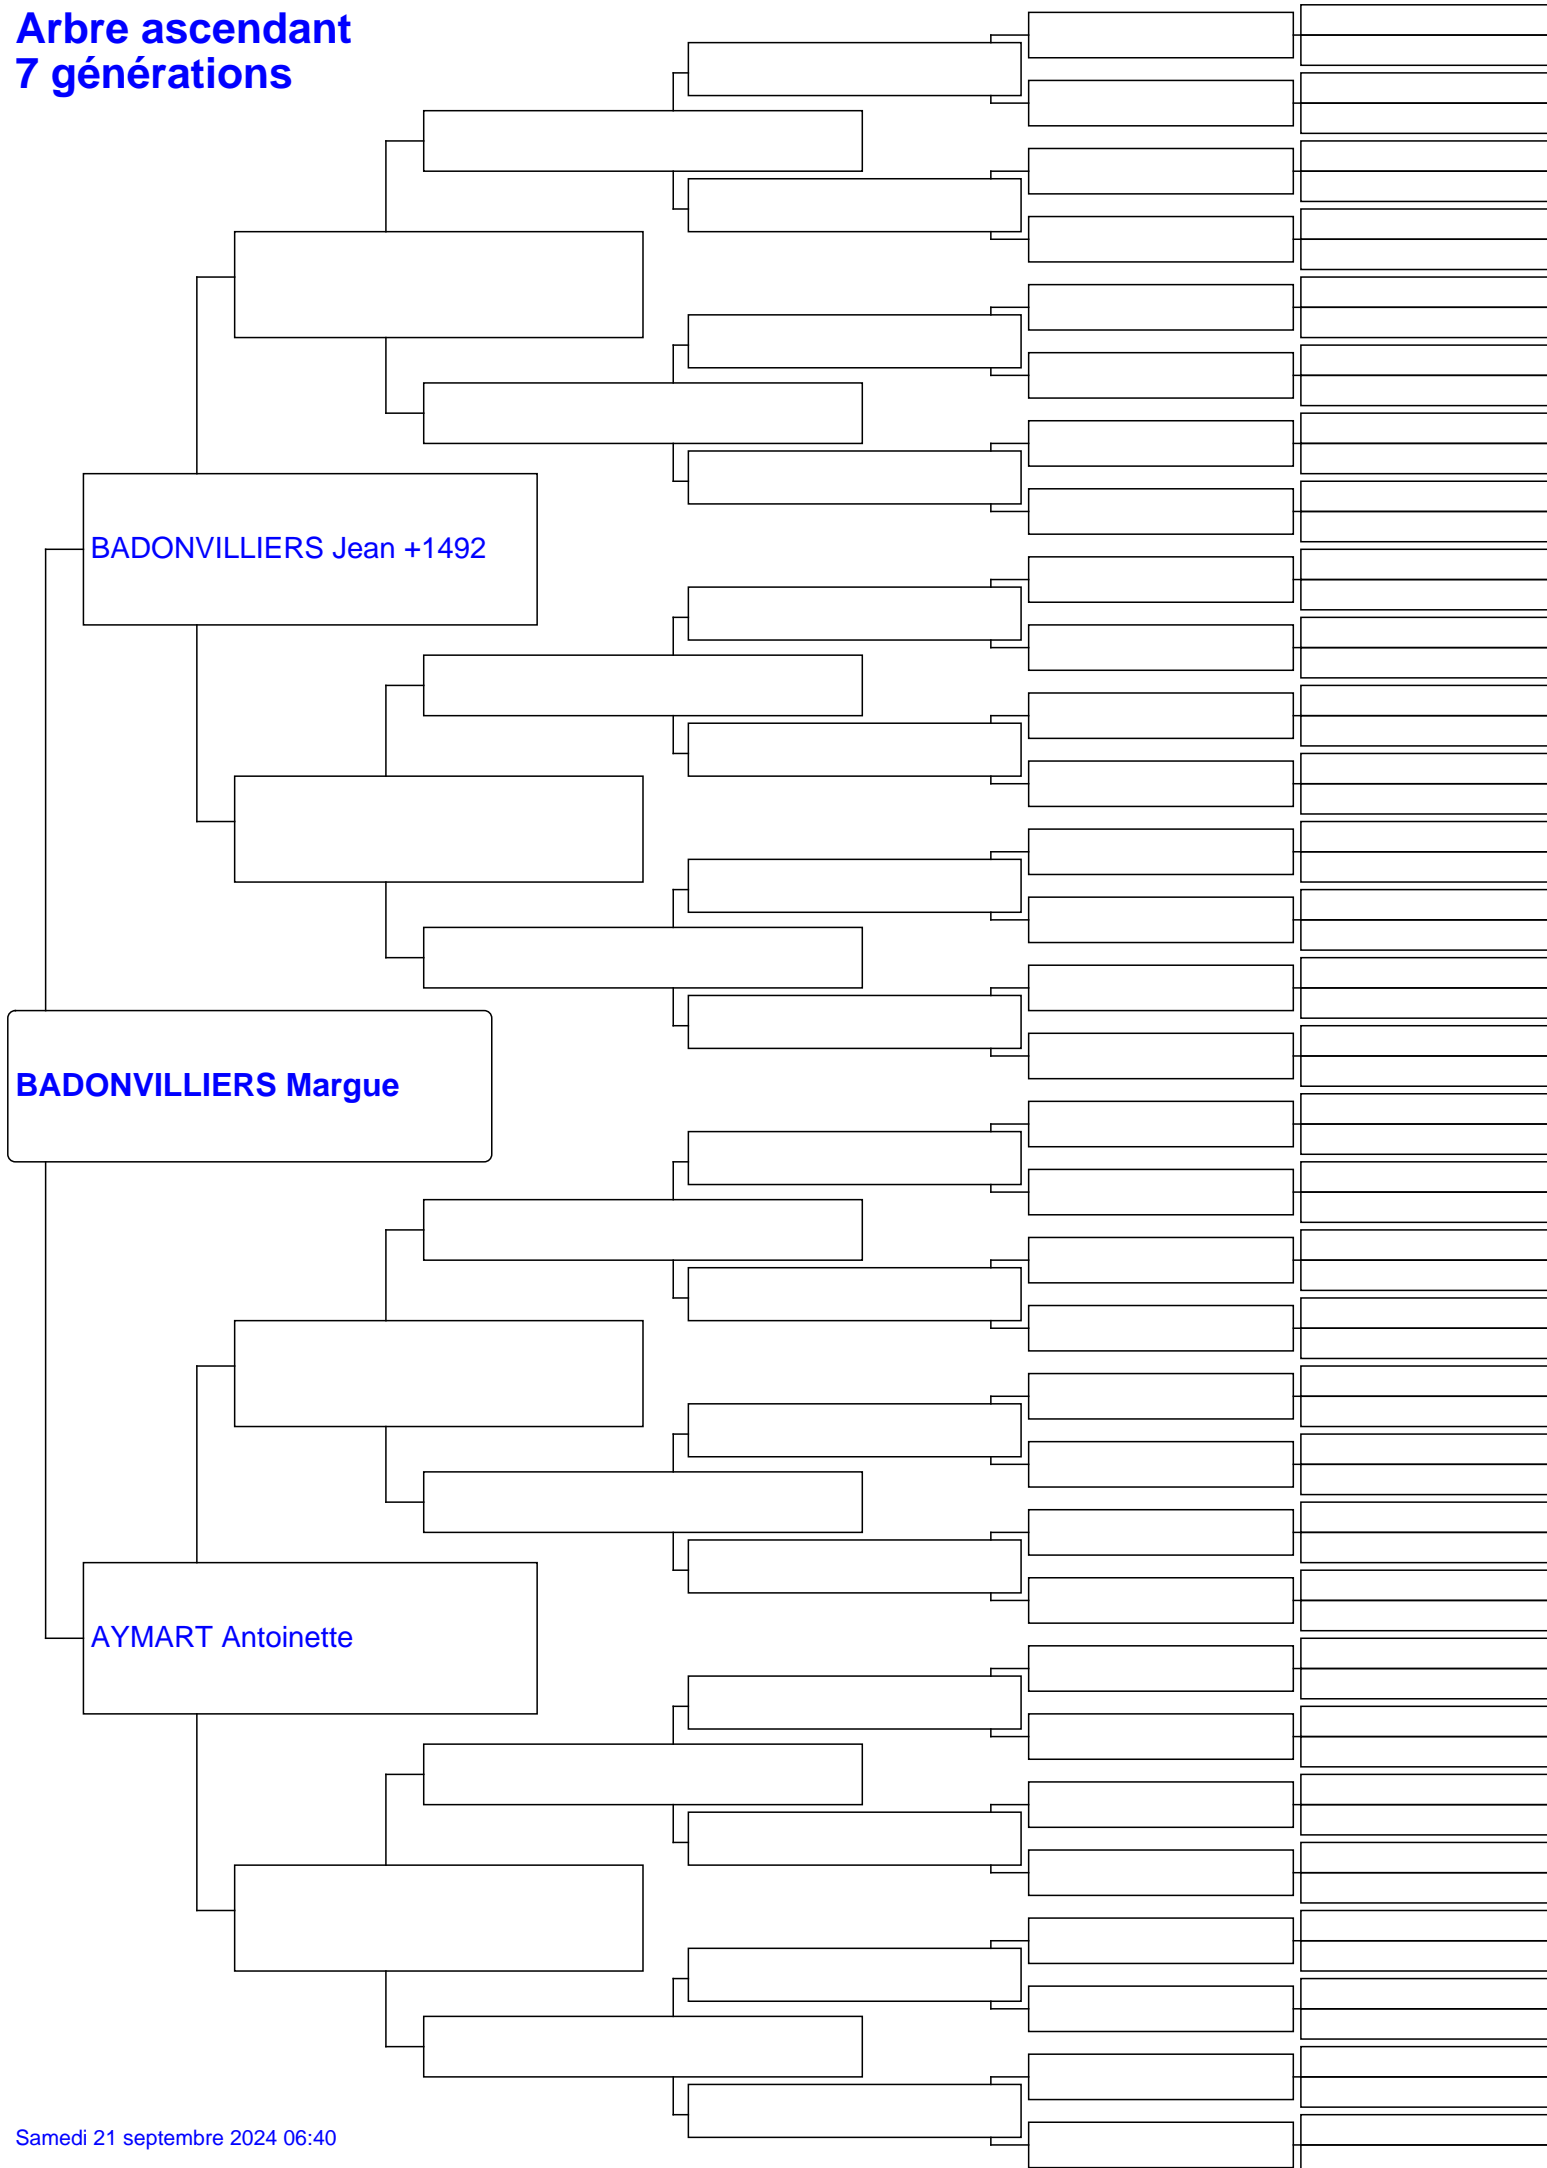 Arbre ascendant
7 générations
BADONVILLIERS Jean +1492
BADONVILLIERS Margue
AYMART Antoinette
Samedi 21 septembre 2024 06:40